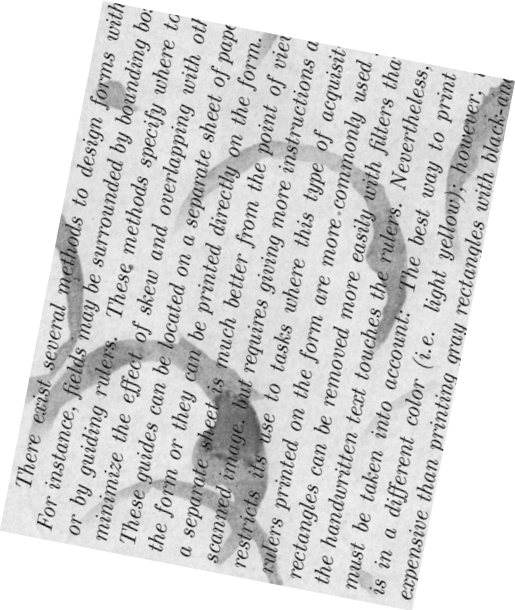 There exist several methods to design forms with
For instance, fields may be surrounded by bounding bo
or by guiding rulers. These methods specify where to
minimize the effect of skew and overlapping with ot
These guides can be located on a separate sheet of pape
the form or they can be printed directly on the form.
a separate sheet is much better from the point of vie
scanned image, but requires giving more instructions a
restricts its use to tasks where this type of acquisit
rulers printed on the form are more commonly used
rectangles can be removed more easily with filters tha
the handwritten text touches the rulers. Nevertheless,
must be taken into account: The best way to print
is in a different color (i.e. light yellow); however,
expensive than printing gray rectangles with black-a